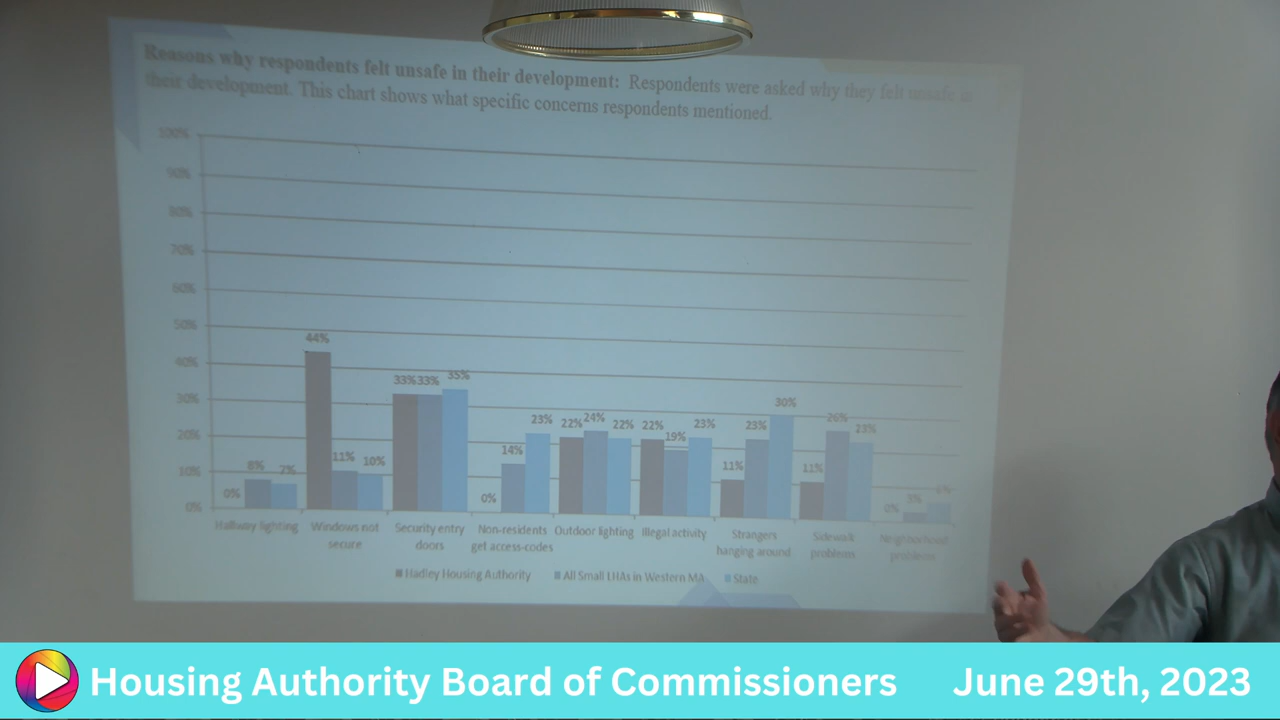 Reasons why respondents felt unsafe in their development: Respondents were asked why they felt unsafe in
their development. This chart shows what specific concerns respondents mentioned.
100%
90%
80%
70%
60%
50%
40%
30%
20%
10%
0%
0% 8% 7%
44% 11% 10%
33% 33% 35%
0% 14% 23%
22% 24% 22%
22% 19% 23%
11% 23% 30%
11% 26% 23%
0% 3%
Hallway lighting
Windows not
secure
Security entry
doors
Non-residents
get access-codes
Outdoor lighting
Illegal activity
Strangers
hanging around
Sidewalk
problems
Neighborhood
problems
Hadley Housing Authority All Small LHAs in Western MA State
Housing Authority Board of Commissioners June 29th, 2023